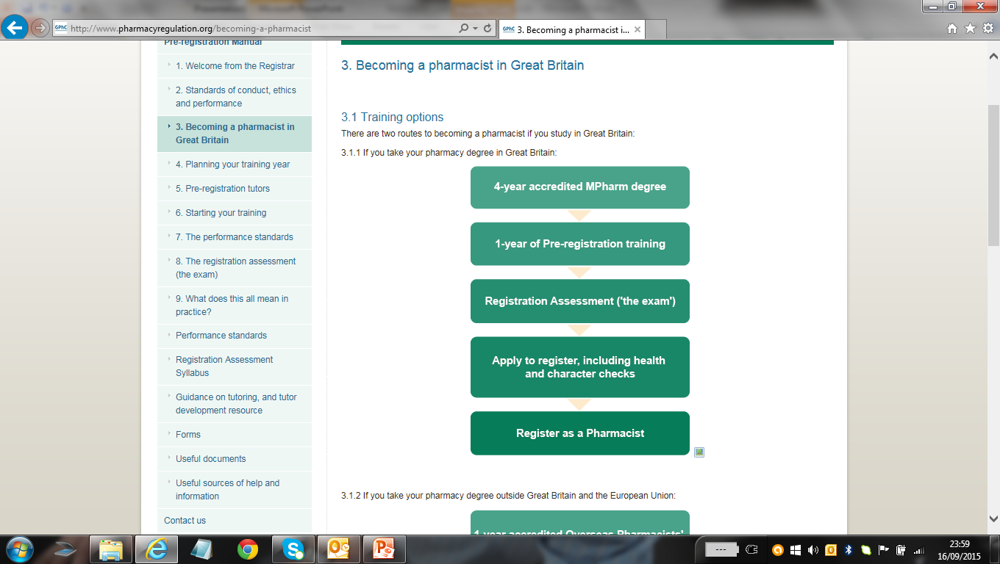 GPhC http://www.pharmacyregulation.org/becoming-a-pharmacist
GPhC 3. Becoming a pharmacist i...
Pre-registration Manual
1. Welcome from the Registrar
2. Standards of conduct, ethics
and performance
3. Becoming a pharmacist in
Great Britain
4. Planning your training year
5. Pre-registration tutors
6. Starting your training
7. The performance standards
8. The registration assessment
(the exam)
9. What does this all mean in
practice?
Performance standards
Registration Assessment
Syllabus
Guidance on tutoring, and tutor
development resource
Forms
Useful documents
Useful sources of help and
information
Contact us
3. Becoming a pharmacist in Great Britain
3.1 Training options
There are two routes to becoming a pharmacist if you study in Great Britain:
3.1.1 If you take your pharmacy degree in Great Britain:
4-year accredited MPharm degree
1-year of Pre-registration training
Registration Assessment ('the exam')
Apply to register, including health
and character checks
Register as a Pharmacist
3.1.2 If you take your pharmacy degree outside Great Britain and the European Union:
1-year accredited Overseas Pharmacists'
---
23:59
16/09/2015